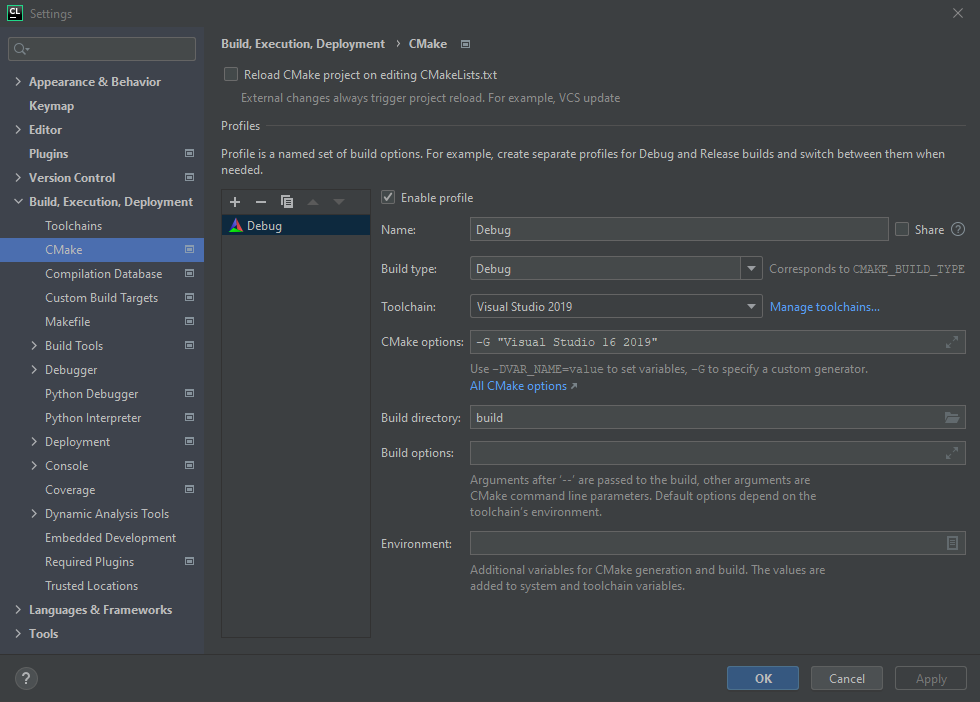 CL Settings
Build, Execution, Deployment › CMake
Reload CMake project on editing CMakeLists.txt
External changes always trigger project reload. For example, VCS update
Profiles
Profile is a named set of build options. For example, create separate profiles for Debug and Release builds and switch between them when
needed.
Appearance & Behavior
Keymap
Editor
Plugins
Version Control
Build, Execution, Deployment
Toolchains
CMake
Compilation Database
Custom Build Targets
Makefile
Build Tools
Debugger
Python Debugger
Python Interpreter
Deployment
Console
Coverage
Dynamic Analysis Tools
Embedded Development
Required Plugins
Trusted Locations
Languages & Frameworks
Tools
Debug
Enable profile
Name: Debug Share ?
Build type: Debug Corresponds to CMAKE_BUILD_TYPE
Toolchain: Visual Studio 2019 Manage toolchains...
CMake options: -G "Visual Studio 16 2019"
Use -DVAR_NAME=value to set variables, -G to specify a custom generator.
All CMake options ↗
Build directory: build
Build options:
Arguments after '--' are passed to the build, other arguments are
CMake command line parameters. Default options depend on the
toolchain's environment.
Environment:
Additional variables for CMake generation and build. The values are
added to system and toolchain variables.
? OK Cancel Apply